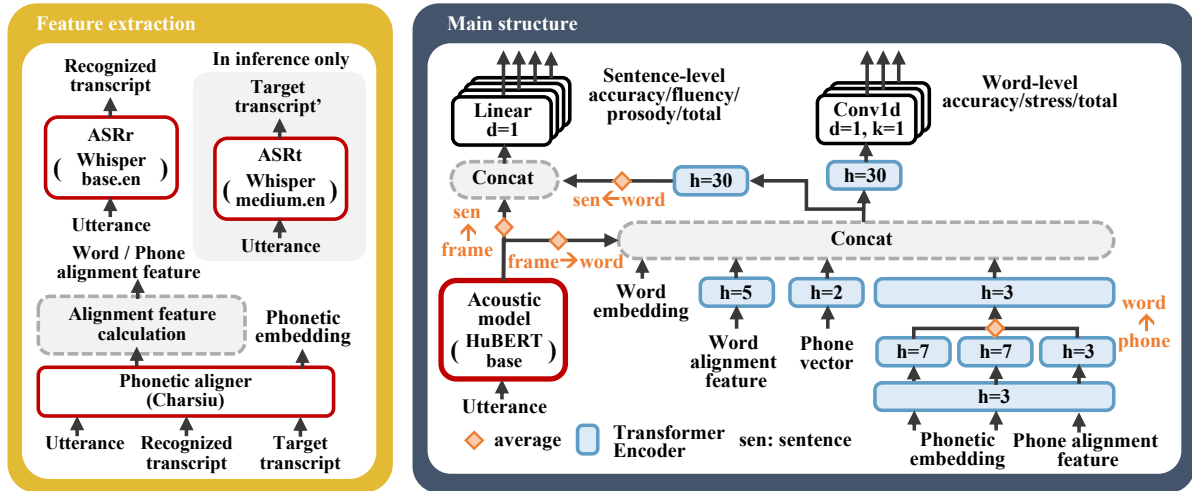 Feature extraction
In inference only
Recognized
transcript
Target
transcript’
ASRr
( Whisper
base.en )
ASRt
( Whisper
medium.en )
Utterance
Utterance
Word / Phone
alignment feature
Alignment feature
calculation
Phonetic
embedding
Phonetic aligner
(Charsiu)
Utterance
Recognized
transcript
Target
transcript
Main structure
Linear
d=1
Sentence-level
accuracy/fluency/
prosody/total
Conv1d
d=1, k=1
Word-level
accuracy/stress/total
Concat
h=30
h=30
sen←word
sen
↑
frame
frame→word
Concat
Acoustic
model
( HuBERT
base )
Utterance
Word
embedding
h=5
Word
alignment
feature
h=2
Phone
vector
h=3
word
↑
phone
h=7
h=7
h=3
h=3
Phonetic
embedding
Phone alignment
feature
average
Transformer
Encoder
sen: sentence